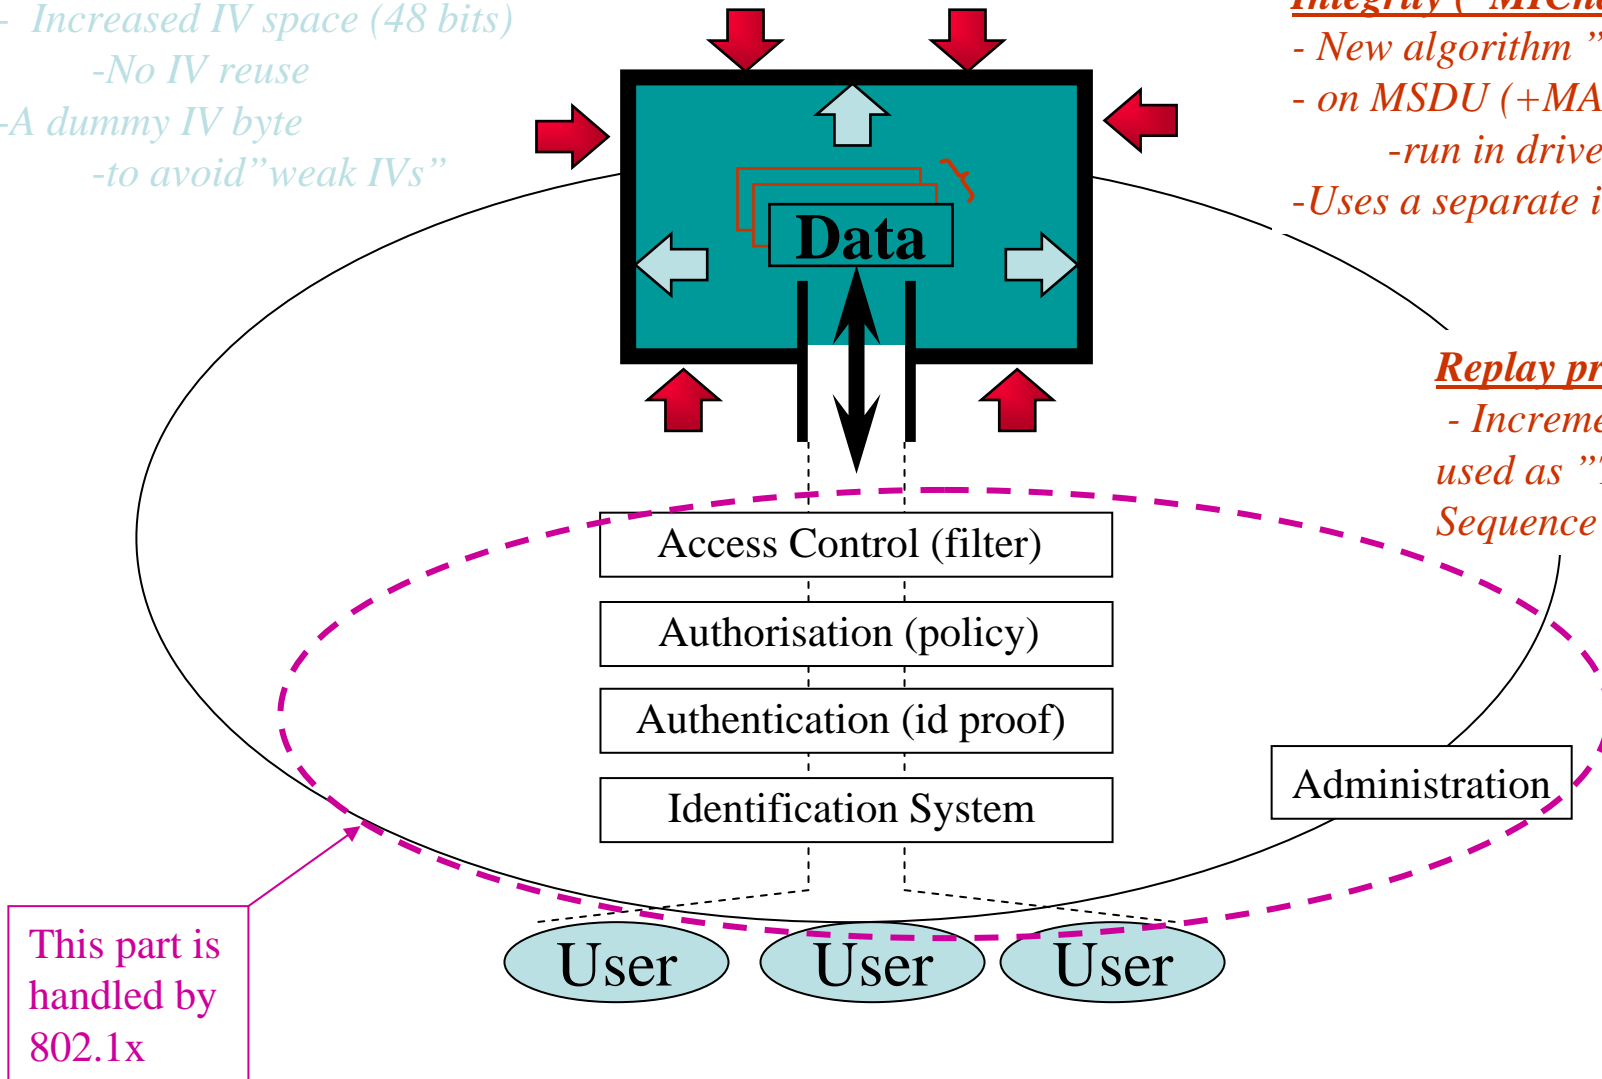 - Increased IV space (48 bits)
-No IV reuse
-A dummy IV byte
-to avoid”weak IVs”
- New algorithm ”
- on MSDU (+MA
-run in drive
-Uses a separate i
Data
Replay pr
- Increme
used as ”
Sequence
Access Control (filter)
Authorisation (policy)
Authentication (id proof)
Identification System
Administration
This part is
handled by
802.1x
User
User
User